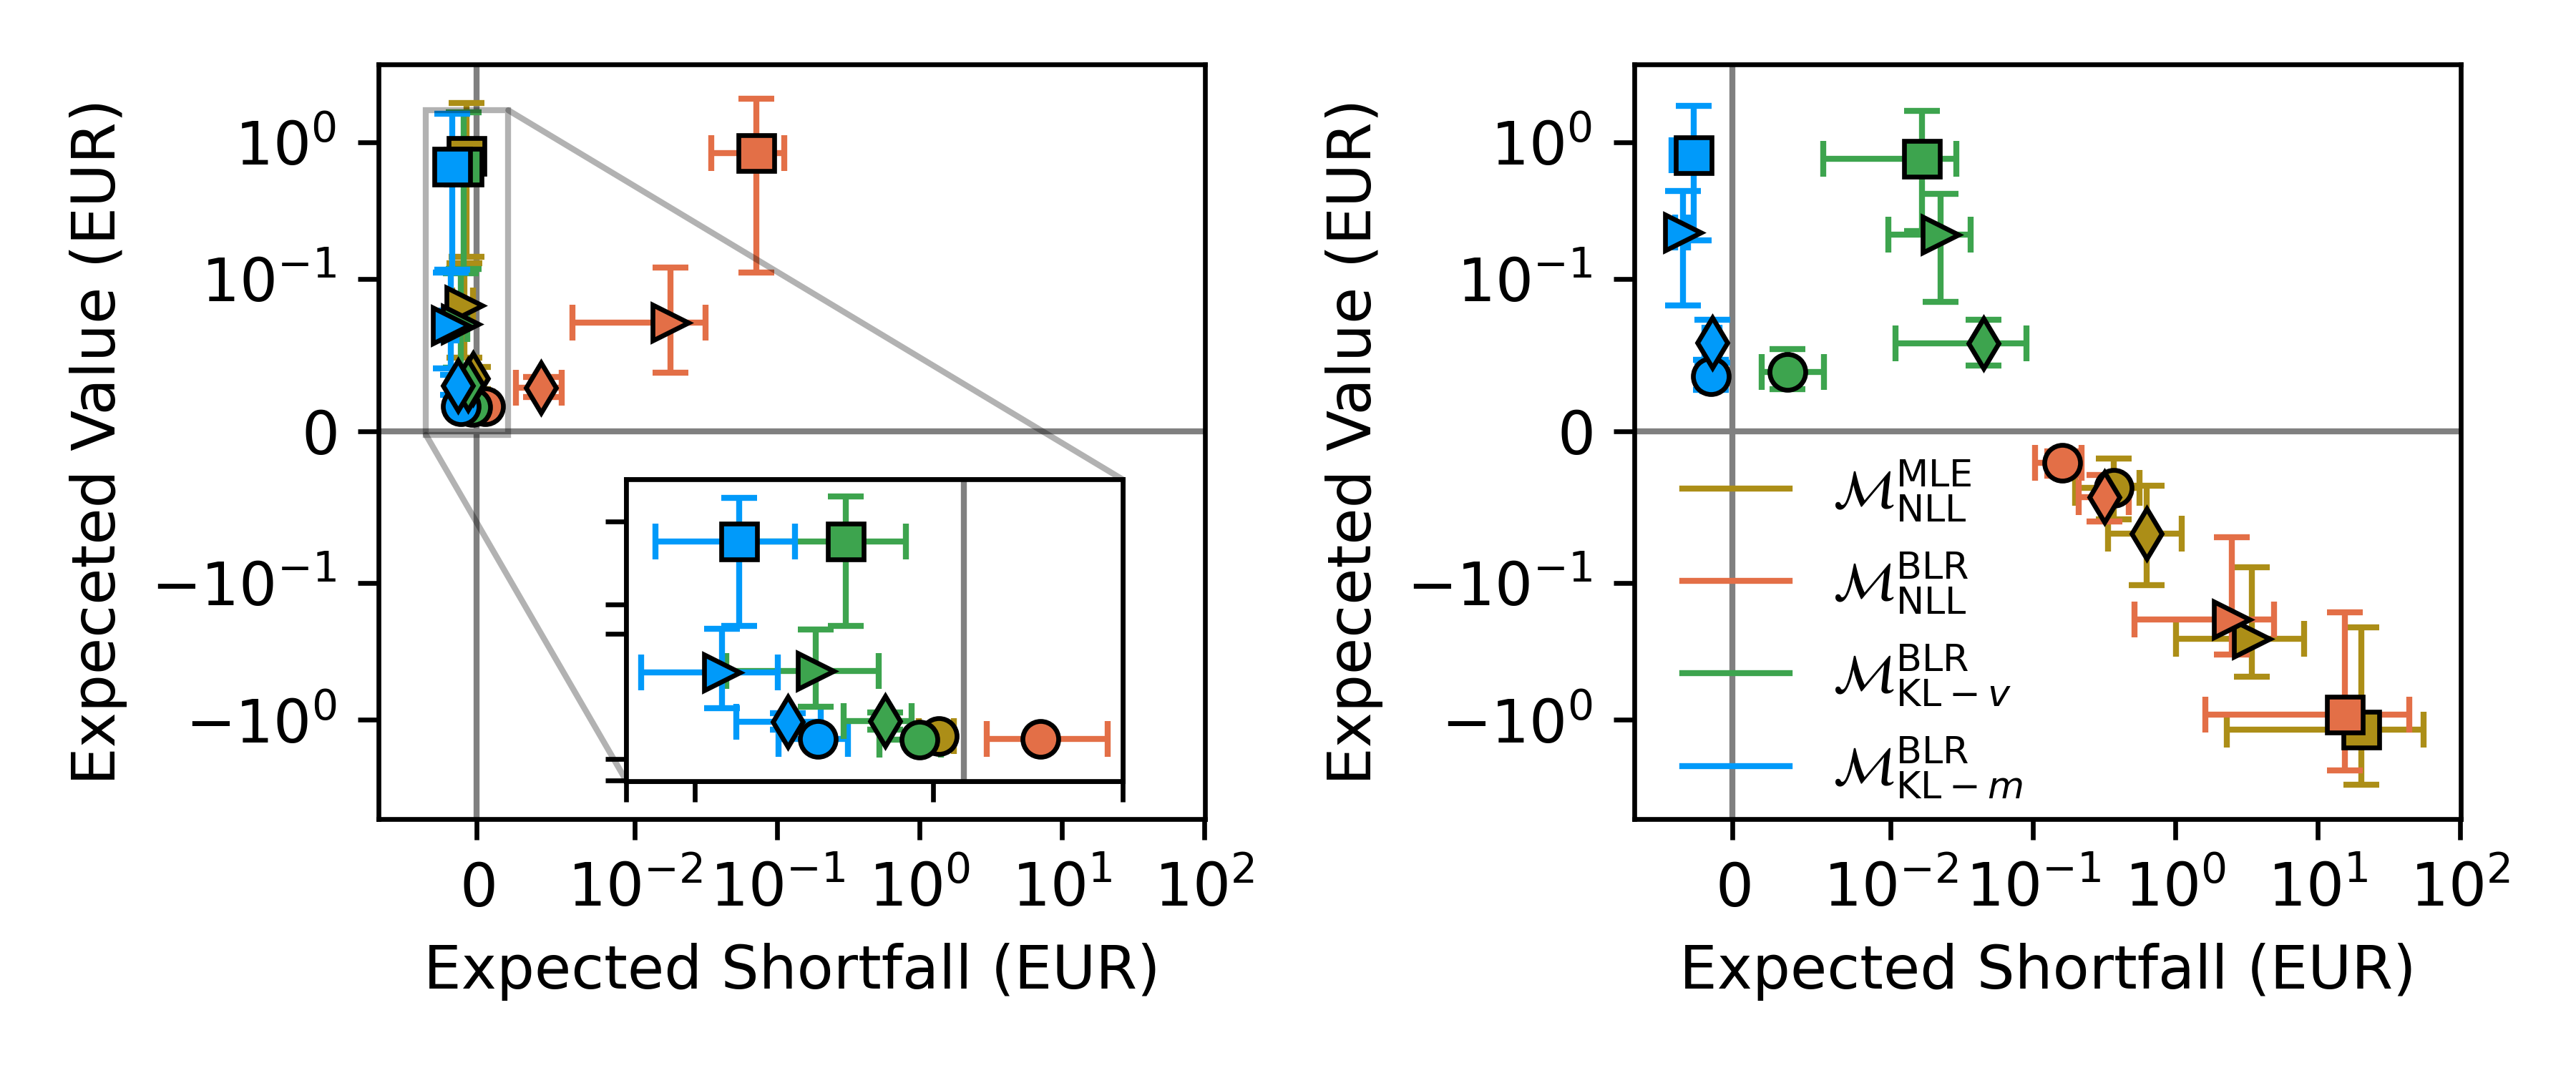 Expeceted Value (EUR)
10^0
10^-1
0
−10^-1
−10^0
0 10^-2 10^-1 10^0 10^1 10^2
Expected Shortfall (EUR)
Expeceted Value (EUR)
10^0
10^-1
0
−10^-1
−10^0
ℳ^MLE_NLL
ℳ^BLR_NLL
ℳ^BLR_KL−v
ℳ^BLR_KL−m
0 10^-2 10^-1 10^0 10^1 10^2
Expected Shortfall (EUR)